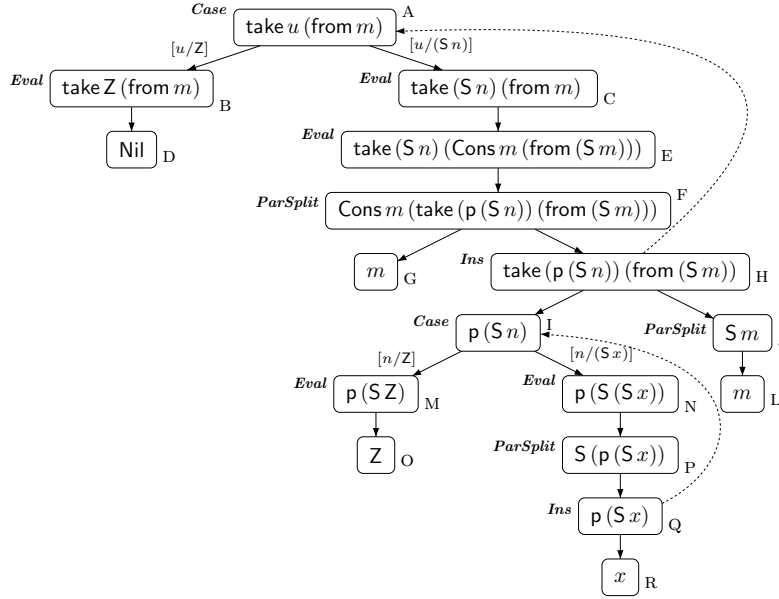 Case
take u (from m) A
[u/Z] [u/(S n)]
Eval take Z (from m) B
Eval take (S n) (from m) C
Nil D
Eval take (S n) (Cons m (from (S m))) E
ParSplit Cons m (take (p (S n)) (from (S m))) F
m G
Ins take (p (S n)) (from (S m)) H
Case p (S n) I
ParSplit S m
[n/Z] [n/(S x)]
Eval p (S Z) M
Eval p (S (S x)) N
m L
Z O
ParSplit S (p (S x)) P
Ins p (S x) Q
x R